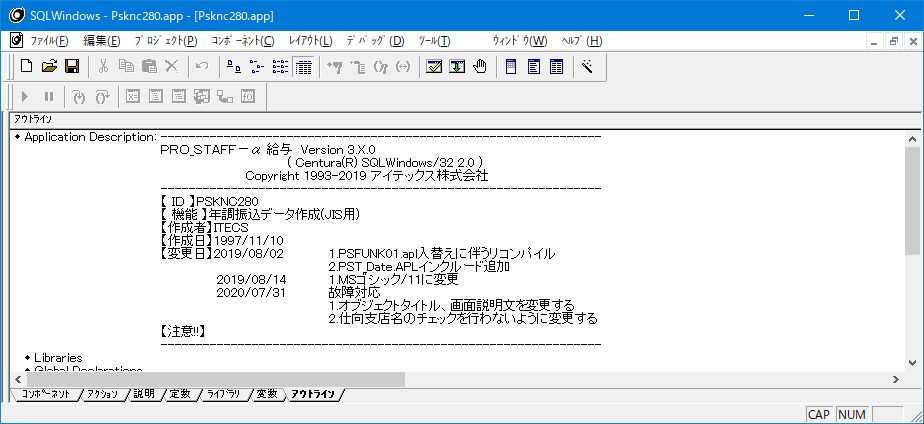 SQLWindows - Psknc280.app - [Psknc280.app]
ファイル(F) 編集(E) プロジェクト(P) コンポーネント(C) レイアウト(L) デバッグ(D) ツール(T) ウィンドウ(W) ヘルプ(H)
アウトライン
Application Description: ------------------------------------------------------------------
PRO_STAFF－α 給与 Version 3.X.0
( Centura(R) SQLWindows/32 2.0 )
Copyright 1993-2019 アイテックス株式会社
------------------------------------------------------------------
【 ID 】PSKNC280
【 機能 】年調振込データ作成(JIS用)
【作成者】ITECS
【作成日】1997/11/10
【変更日】2019/08/02 1.PSFUNK01.apl入替えに伴うリコンパイル
2.PST_Date.APLインクルード追加
2019/08/14 1.MSゴシック/11に変更
2020/07/31 故障対応
1.オブジェクトタイトル、画面説明文を変更する
2.仕向支店名のチェックを行わないように変更する
【注意!!】
------------------------------------------------------------------
Libraries
Global Declarations
コンポーネント アクション 説明 定数 ライブラリ 変数 アウトライン
CAP NUM